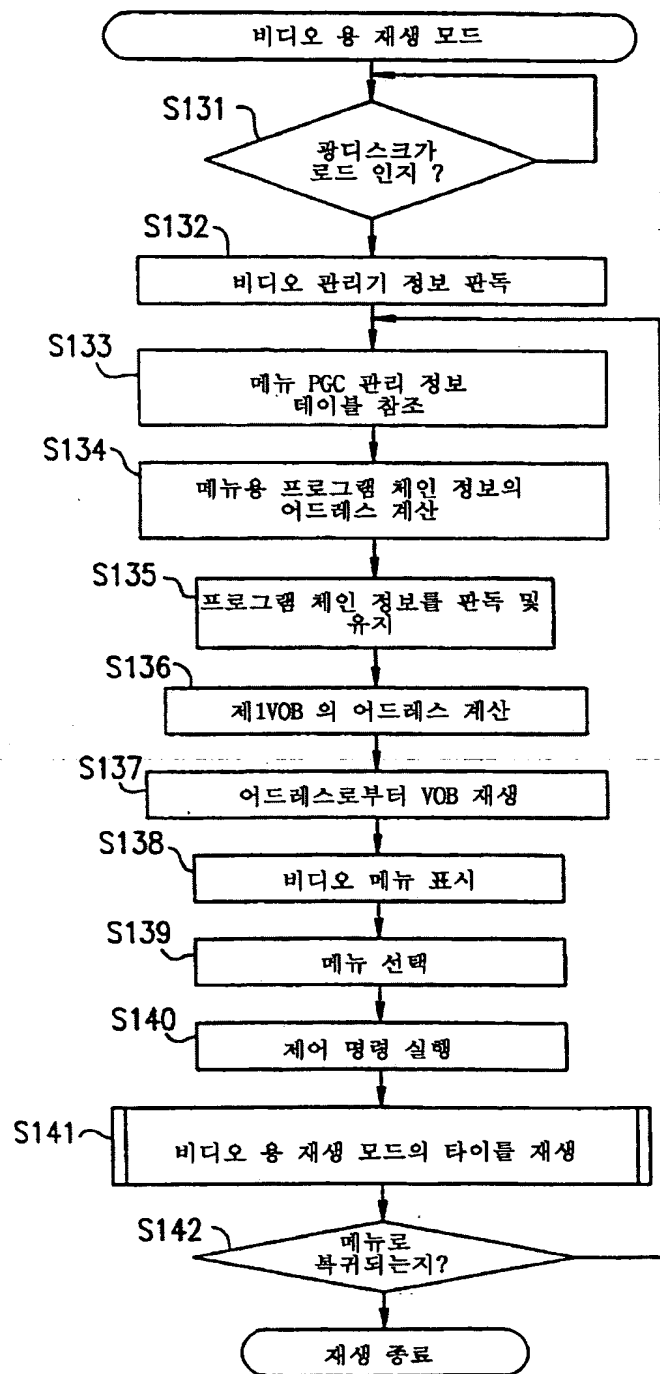 비디오 용 재생 모드
S131
광디스크가
로드 인지 ?
S132
비디오 관리기 정보 판독
S133
메뉴 PGC 관리 정보
테이블 참조
S134
메뉴용 프로그램 체인 정보의
어드레스 계산
S135
프로그램 체인 정보를 판독 및
유지
S136
제1VOB 의 어드레스 계산
S137
어드레스로부터 VOB 재생
S138
비디오 메뉴 표시
S139
메뉴 선택
S140
제어 명령 실행
S141
비디오 용 재생 모드의 타이틀 재생
S142
메뉴로
복귀되는지?
재생 종료